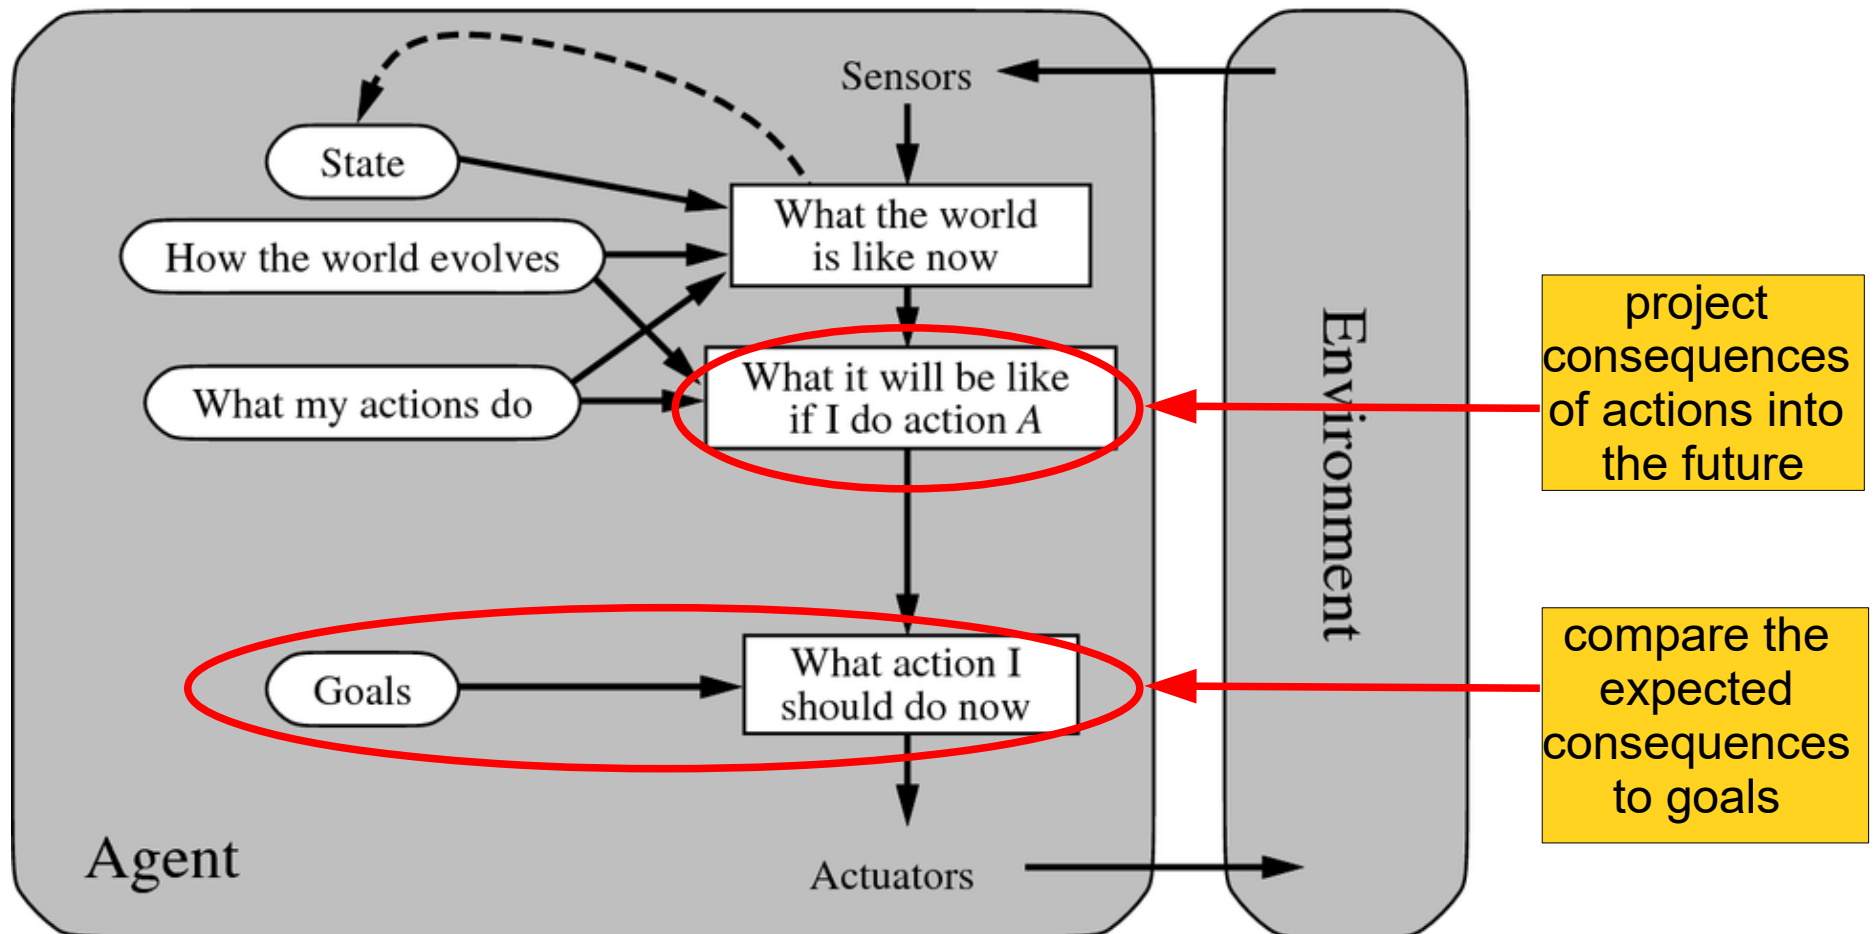 Sensors
State
What the world
is like now
How the world evolves
What it will be like
if I do action A
What my actions do
Goals
What action I
should do now
Agent
Actuators
Environment
project
consequences
of actions into
the future
compare the
expected
consequences
to goals